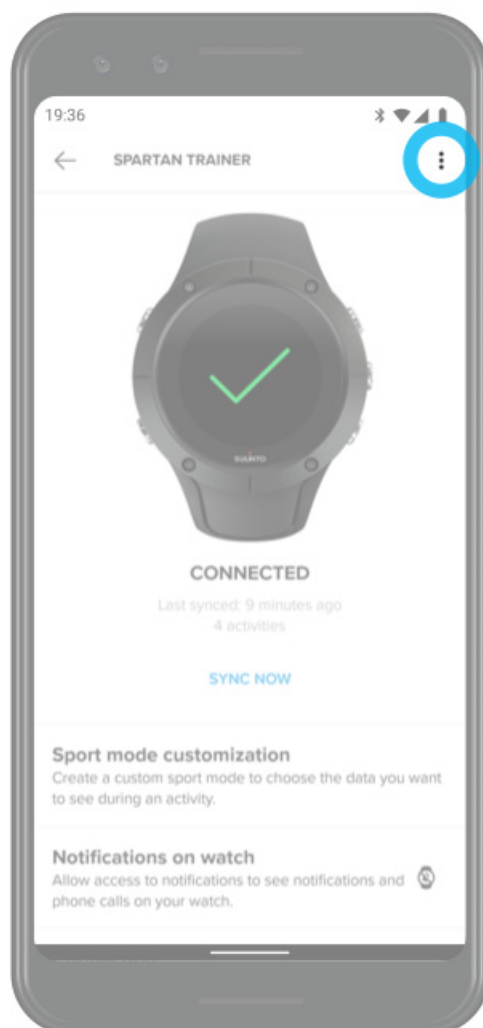 19:36
SPARTAN TRAINER
SUUNTO
CONNECTED
Last synced: 9 minutes ago
4 activities
SYNC NOW
Sport mode customization
Create a custom sport mode to choose the data you want
to see during an activity.
Notifications on watch
Allow access to notifications to see notifications and
phone calls on your watch.